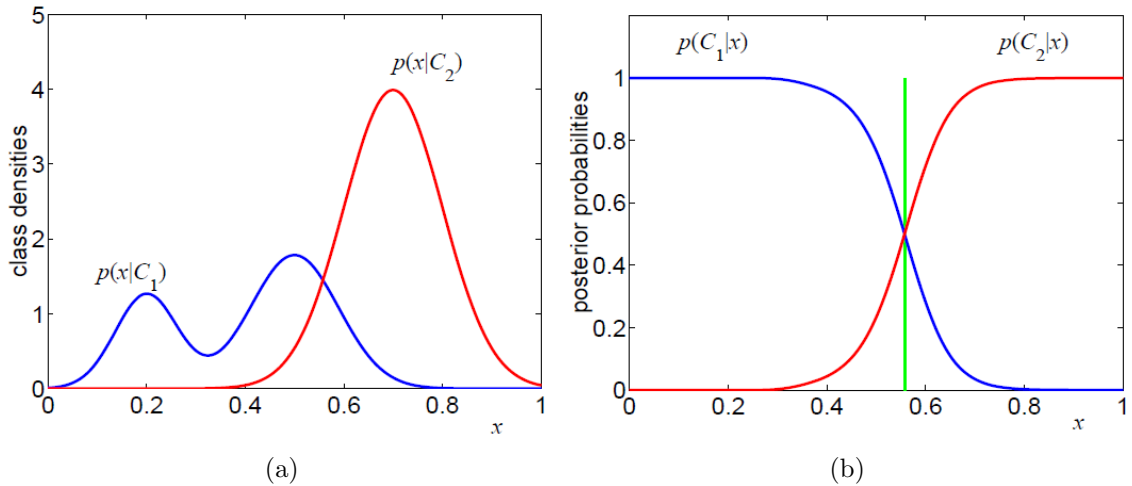 5
4
3
2
1
0
class densities
p(x|C₁)
p(x|C₂)
0 0.2 0.4 0.6 0.8 1
x
(a)
p(C₁|x) p(C₂|x)
1
0.8
0.6
0.4
0.2
0
posterior probabilities
0 0.2 0.4 0.6 0.8 1
x
(b)